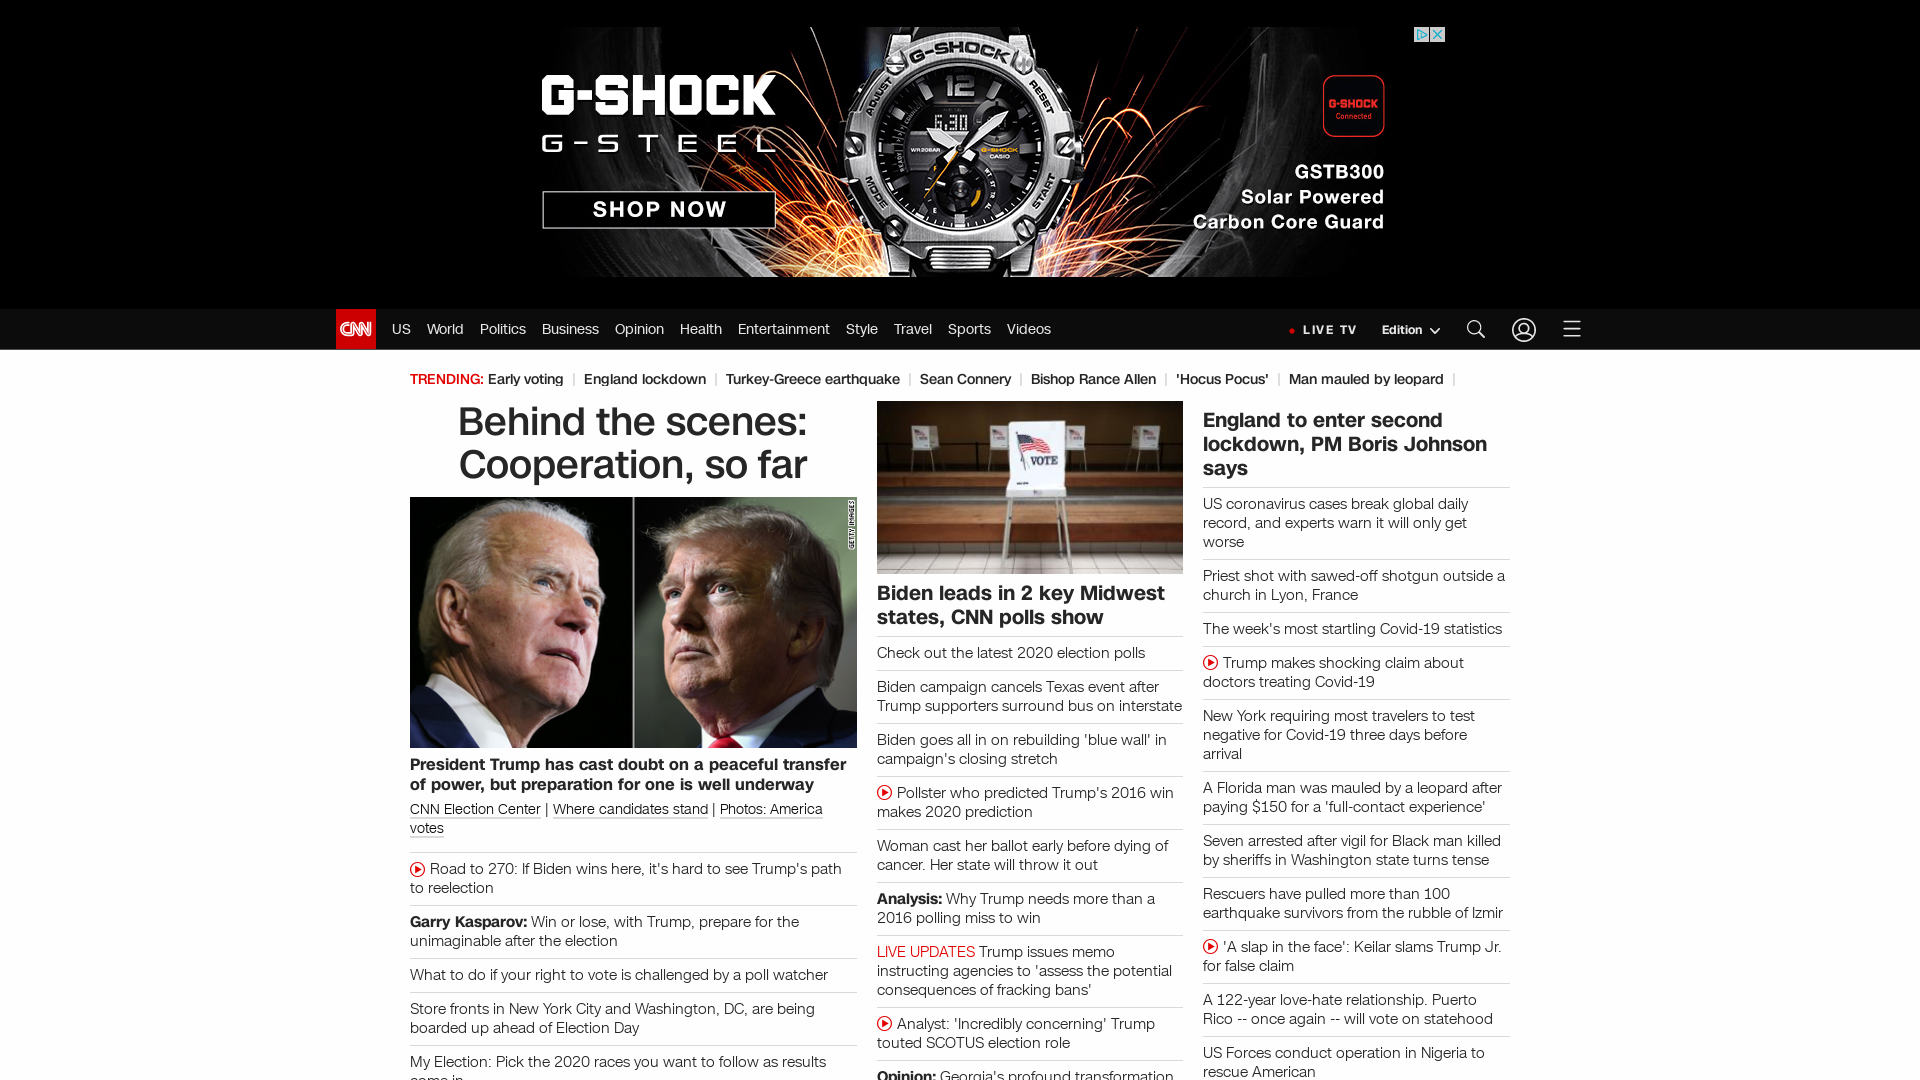 G-SHOCK
G-STEEL
SHOP NOW
G-SHOCK
ADJUST
RESET
MODE
START
12
6.30
WR20BAR
G-SHOCK
CASIO
G-SHOCK
Connected
GSTB300
Solar Powered
Carbon Core Guard
CNN US World Politics Business Opinion Health Entertainment Style Travel Sports Videos LIVE TV Edition
TRENDING: Early voting | England lockdown | Turkey-Greece earthquake | Sean Connery | Bishop Rance Allen | 'Hocus Pocus' | Man mauled by leopard |
Behind the scenes:
Cooperation, so far
GETTY IMAGES
President Trump has cast doubt on a peaceful transfer
of power, but preparation for one is well underway
CNN Election Center | Where candidates stand | Photos: America
votes
Road to 270: If Biden wins here, it's hard to see Trump's path
to reelection
Garry Kasparov: Win or lose, with Trump, prepare for the
unimaginable after the election
What to do if your right to vote is challenged by a poll watcher
Store fronts in New York City and Washington, DC, are being
boarded up ahead of Election Day
My Election: Pick the 2020 races you want to follow as results
come in
VOTE
Biden leads in 2 key Midwest
states, CNN polls show
Check out the latest 2020 election polls
Biden campaign cancels Texas event after
Trump supporters surround bus on interstate
Biden goes all in on rebuilding 'blue wall' in
campaign's closing stretch
Pollster who predicted Trump's 2016 win
makes 2020 prediction
Woman cast her ballot early before dying of
cancer. Her state will throw it out
Analysis: Why Trump needs more than a
2016 polling miss to win
LIVE UPDATES Trump issues memo
instructing agencies to 'assess the potential
consequences of fracking bans'
Analyst: 'Incredibly concerning' Trump
touted SCOTUS election role
Opinion: Georgia's profound transformation
England to enter second
lockdown, PM Boris Johnson
says
US coronavirus cases break global daily
record, and experts warn it will only get
worse
Priest shot with sawed-off shotgun outside a
church in Lyon, France
The week's most startling Covid-19 statistics
Trump makes shocking claim about
doctors treating Covid-19
New York requiring most travelers to test
negative for Covid-19 three days before
arrival
A Florida man was mauled by a leopard after
paying $150 for a 'full-contact experience'
Seven arrested after vigil for Black man killed
by sheriffs in Washington state turns tense
Rescuers have pulled more than 100
earthquake survivors from the rubble of Izmir
'A slap in the face': Keilar slams Trump Jr.
for false claim
A 122-year love-hate relationship. Puerto
Rico -- once again -- will vote on statehood
US Forces conduct operation in Nigeria to
rescue American